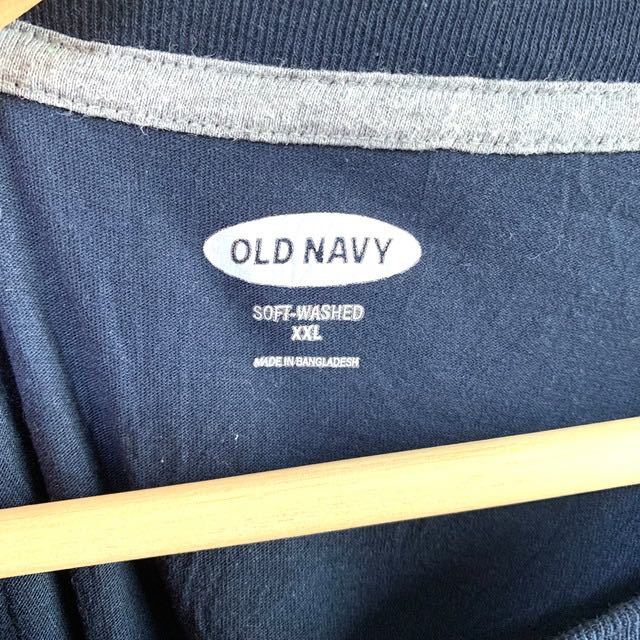 OLD NAVY
SOFT-WASHED
XXL
MADE IN BANGLADESH